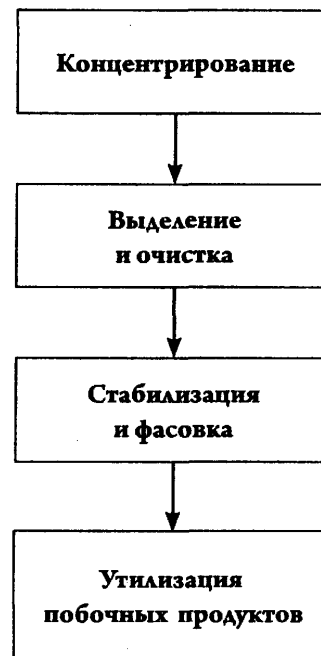 Концентрирование
Выделение
и очистка
Стабилизация
и фасовка
Утилизация
побочных продуктов